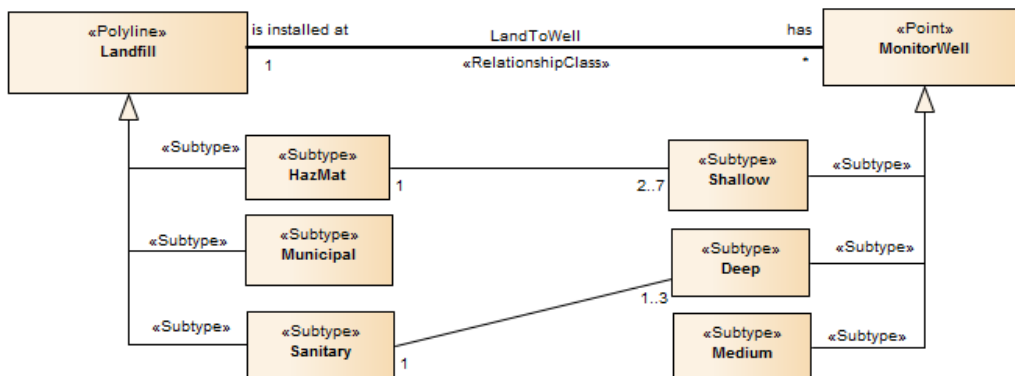 «Polyline»
Landfill
is installed at
1
LandToWell
«RelationshipClass»
has
*
«Point»
MonitorWell
«Subtype»
«Subtype»
HazMat
1
2..7
«Subtype»
Shallow
«Subtype»
«Subtype»
«Subtype»
Municipal
«Subtype»
Deep
1..3
«Subtype»
«Subtype»
«Subtype»
Sanitary
1
«Subtype»
Medium
«Subtype»